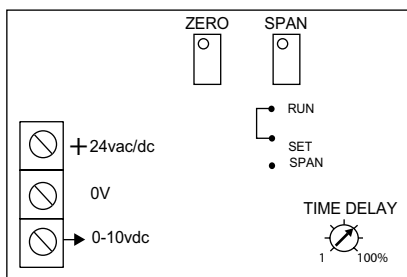 ZERO SPAN
RUN
SET
SPAN
+ 24vac/dc
0V
0-10vdc
TIME DELAY
1 100%